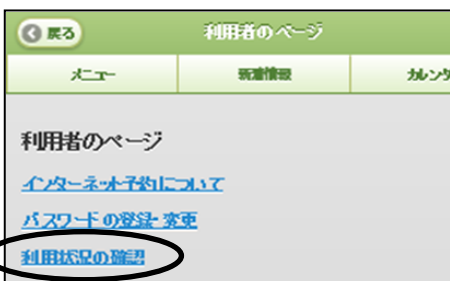 戻る
利用者のページ
メニュー
新着情報
カレンダ
利用者のページ
インターネット予約について
パスワードの登録・変更
利用状況の確認